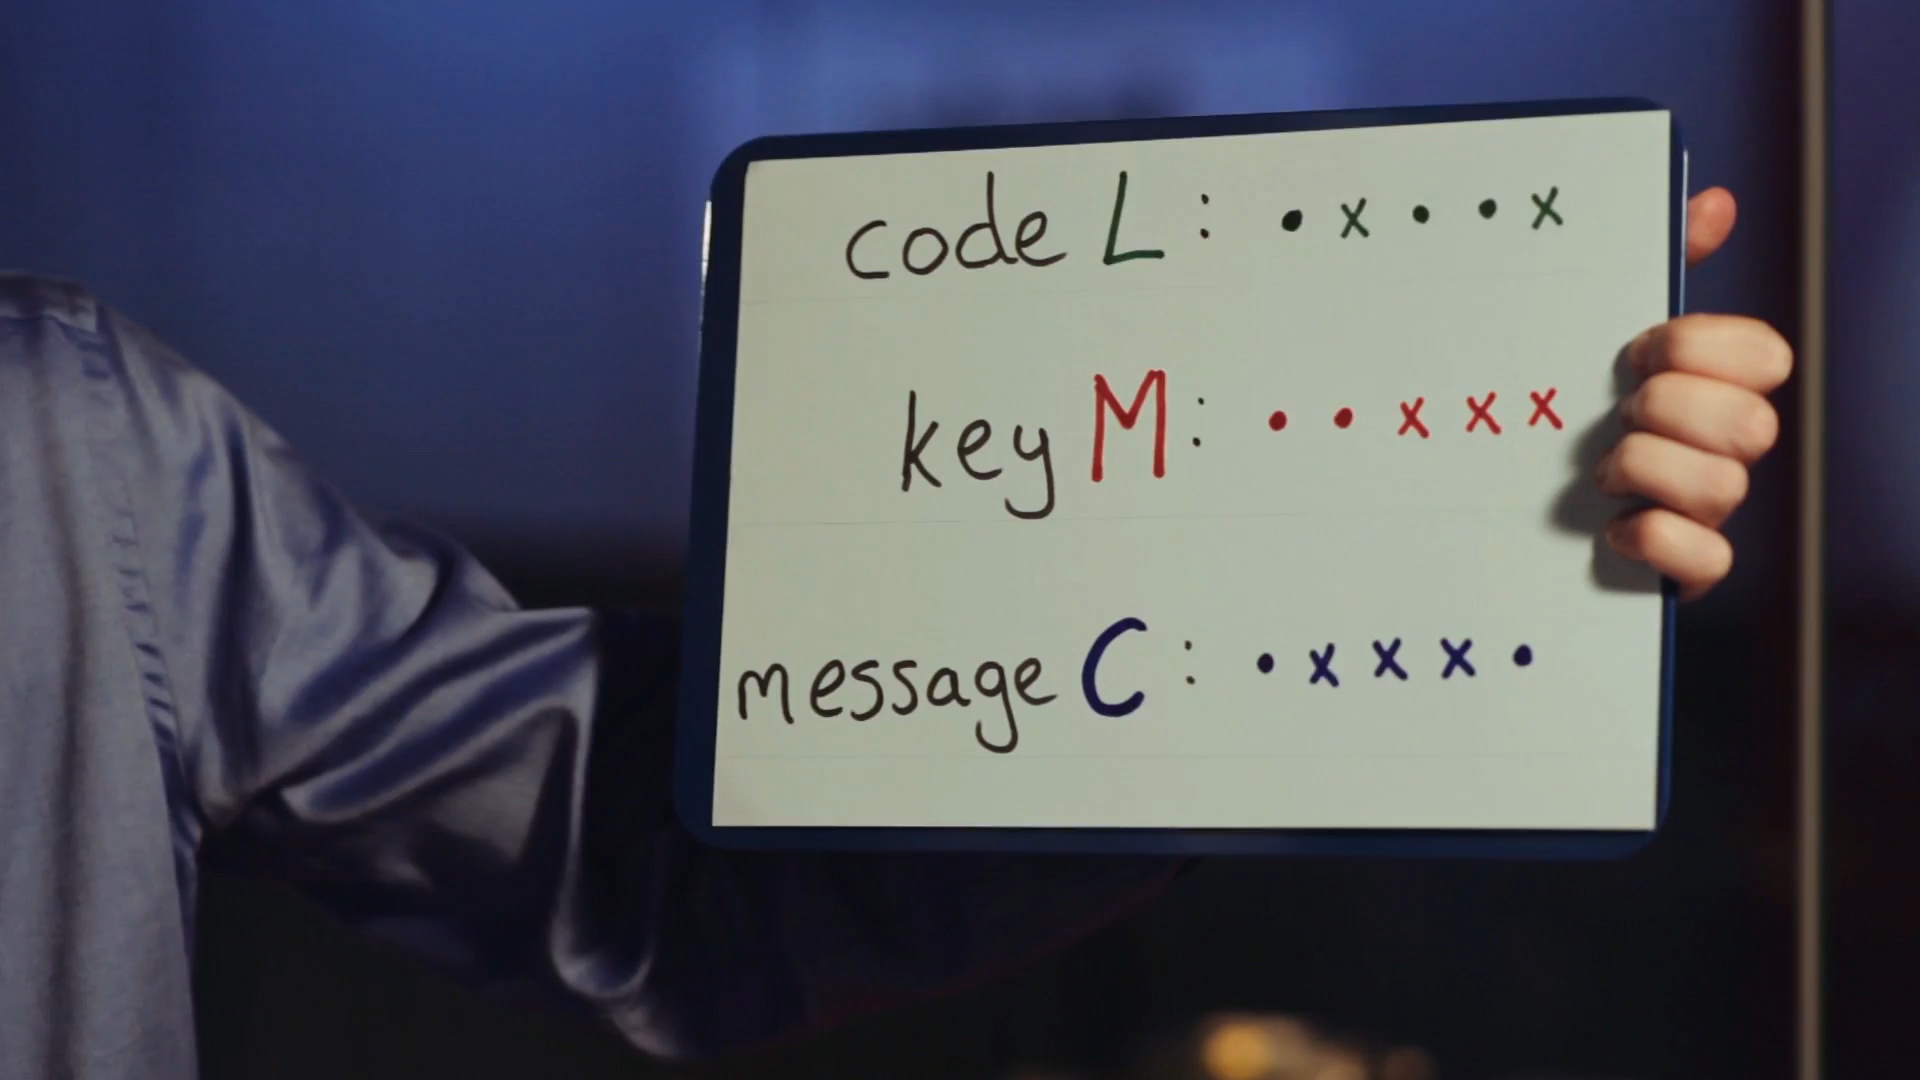 code L: • x • • x
key M: • • x x x
message C: • x x x •